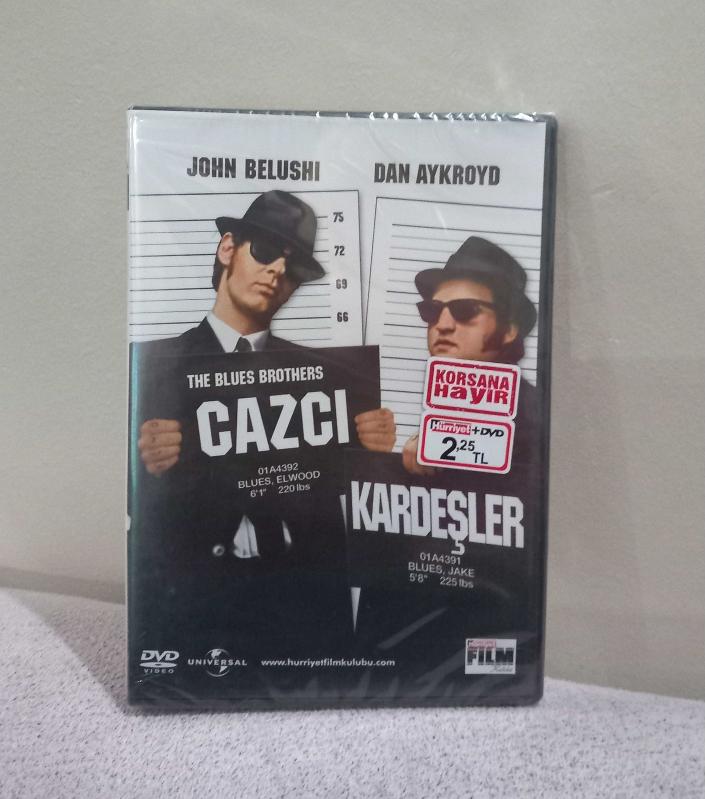 JOHN BELUSHI
DAN AYKROYD
75
72
69
66
THE BLUES BROTHERS
CAZCI
01A4392
BLUES, ELWOOD
6'1" 220 lbs
KORSANA
HAYIR
Hürriyet +DVD
2,25 TL
KARDEŞLER
01A4391
BLUES, JAKE
5'8" 225 lbs
DVD
VIDEO
UNIVERSAL
www.hurriyetfilmkulubu.com
FILM